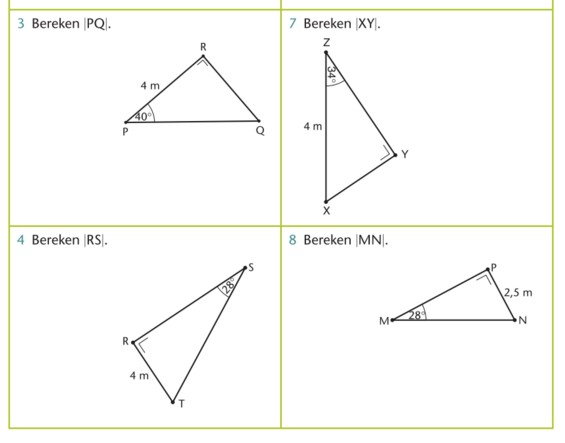 3 Bereken |PQ|.
R
4 m
40°
P
Q
7 Bereken |XY|.
Z
34°
4 m
Y
X
4 Bereken |RS|.
S
28°
R
4 m
T
8 Bereken |MN|.
P
2,5 m
M
28°
N